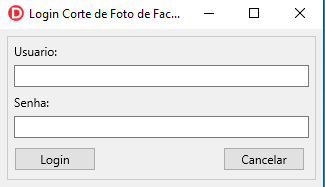 D Login Corte de Foto de Fac...
Usuario:
Senha:
Login Cancelar